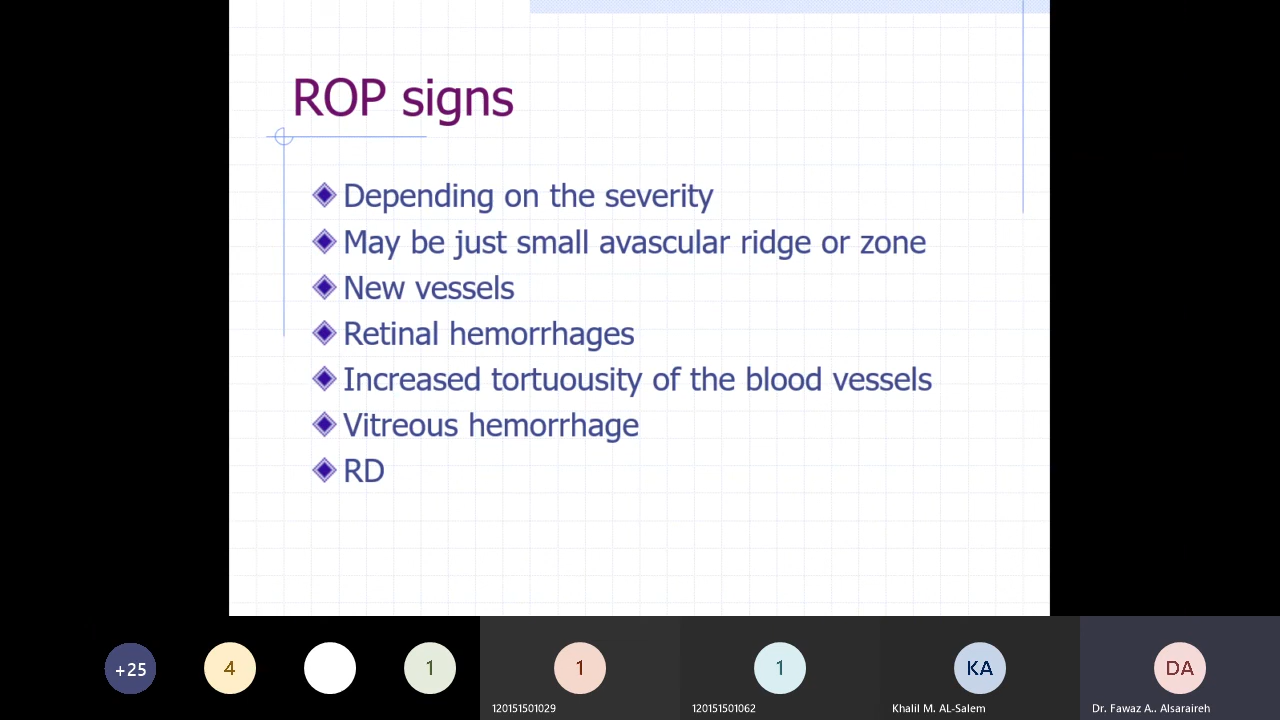 ROP signs
Depending on the severity
May be just small avascular ridge or zone
New vessels
Retinal hemorrhages
Increased tortuousity of the blood vessels
Vitreous hemorrhage
RD
+25
4
1
1
1
KA
DA
120151501029
120151501062
Khalil M. AL-Salem
Dr. Fawaz A.. Alsaraireh